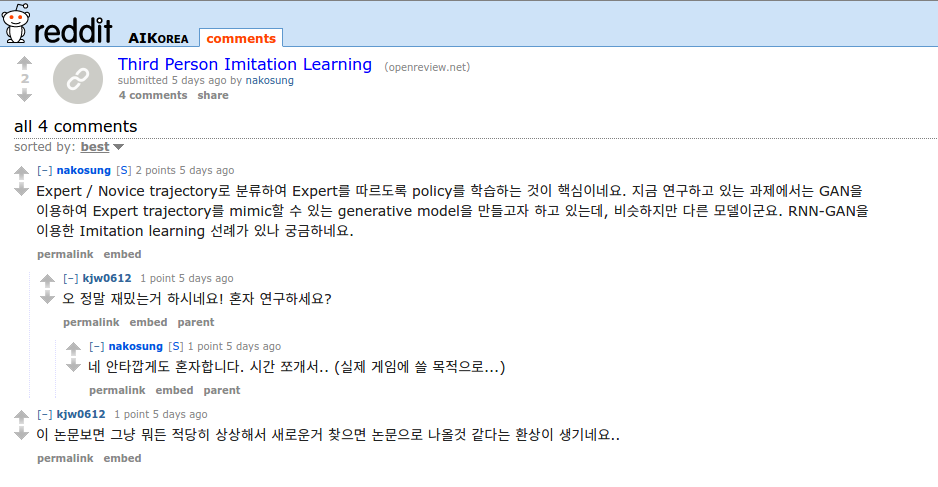 reddit AIKOREA comments
Third Person Imitation Learning (openreview.net)
2
submitted 5 days ago by nakosung
4 comments share
all 4 comments
sorted by: best
[–] nakosung [S] 2 points 5 days ago
Expert / Novice trajectory로 분류하여 Expert를 따르도록 policy를 학습하는 것이 핵심이네요. 지금 연구하고 있는 과제에서는 GAN을
이용하여 Expert trajectory를 mimic할 수 있는 generative model을 만들고자 하고 있는데, 비슷하지만 다른 모델이군요. RNN-GAN을
이용한 Imitation learning 선례가 있나 궁금하네요.
permalink embed
[–] kjw0612 1 point 5 days ago
오 정말 재밌는거 하시네요! 혼자 연구하세요?
permalink embed parent
[–] nakosung [S] 1 point 5 days ago
네 안타깝게도 혼자합니다. 시간 쪼개서.. (실제 게임에 쓸 목적으로...)
permalink embed parent
[–] kjw0612 1 point 5 days ago
이 논문보면 그냥 뭐든 적당히 상상해서 새로운거 찾으면 논문으로 나올것 같다는 환상이 생기네요..
permalink embed